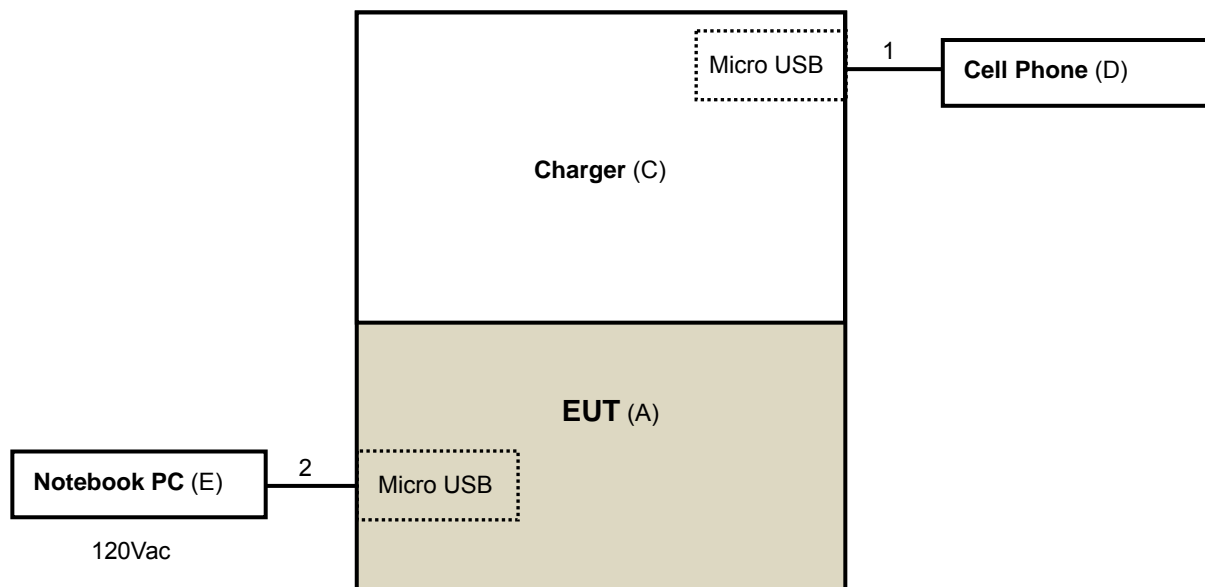 Micro USB
1
Cell Phone (D)
Charger (C)
EUT (A)
Notebook PC (E)
2
Micro USB
120Vac